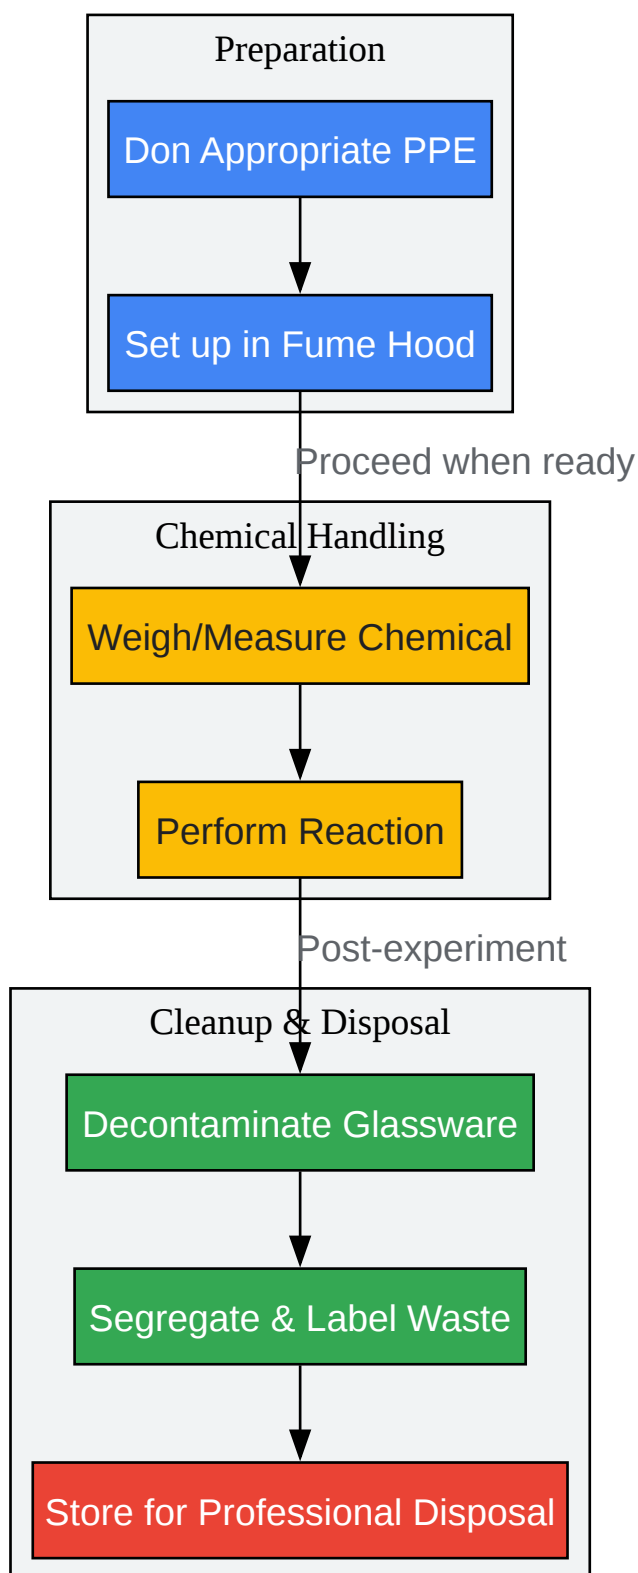 Preparation
Don Appropriate PPE
Set up in Fume Hood
Proceed when ready
Chemical Handling
Weigh/Measure Chemical
Perform Reaction
Post-experiment
Cleanup & Disposal
Decontaminate Glassware
Segregate & Label Waste
Store for Professional Disposal